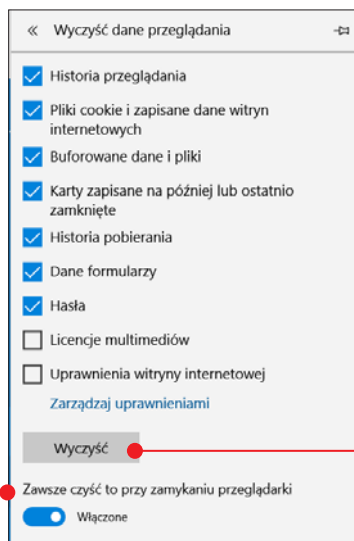 « Wyczyść dane przeglądania
Historia przeglądania
Pliki cookie i zapisane dane witryn
internetowych
Buforowane dane i pliki
Karty zapisane na później lub ostatnio
zamknięte
Historia pobierania
Dane formularzy
Hasła
Licencje multimediów
Uprawnienia witryny internetowej
Zarządzaj uprawnieniami
Wyczyść
Zawsze czyść to przy zamykaniu przeglądarki
Włączone